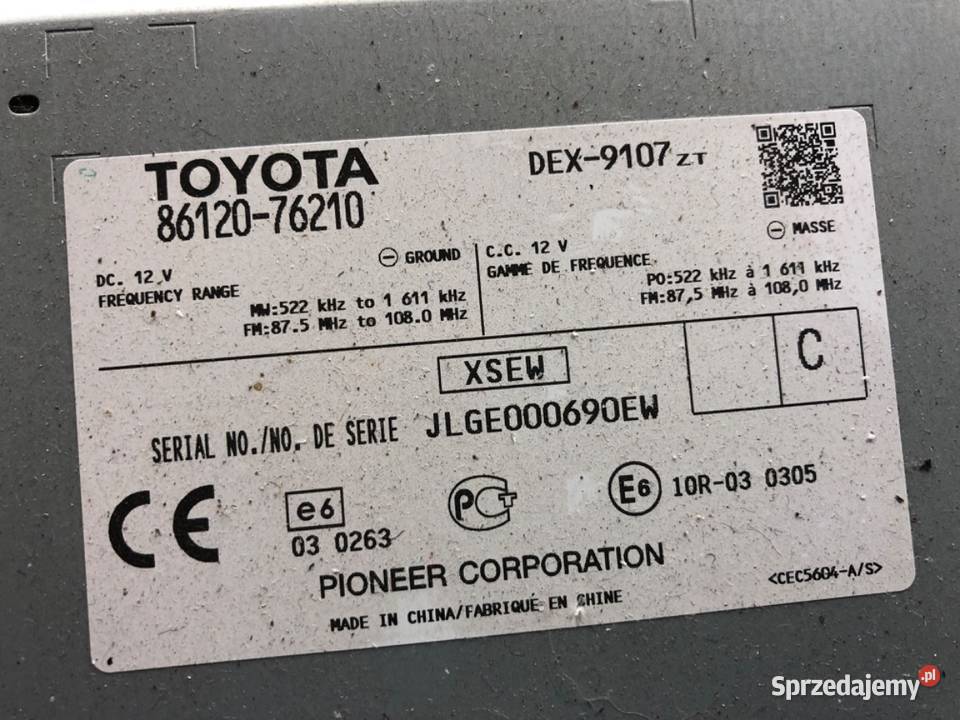 TOYOTA
86120-76210
DEX-9107 ZT
DC. 12 V
⊖ GROUND
FREQUENCY RANGE
MW:522 kHz to 1 611 kHz
FM:87.5 MHz to 108.0 MHz
C.C. 12 V
⊖ MASSE
GAMME DE FREQUENCE
PO:522 kHz à 1 611 kHz
FM:87,5 MHz à 108,0 MHz
XSEW
C
SERIAL NO./NO. DE SERIE JLGE000690EW
CE
e6
03 0263
PCT
E6 10R-03 0305
PIONEER CORPORATION
<CEC5604-A/S>
MADE IN CHINA/FABRIQUÉ EN CHINE
Sprzedajemy.pl